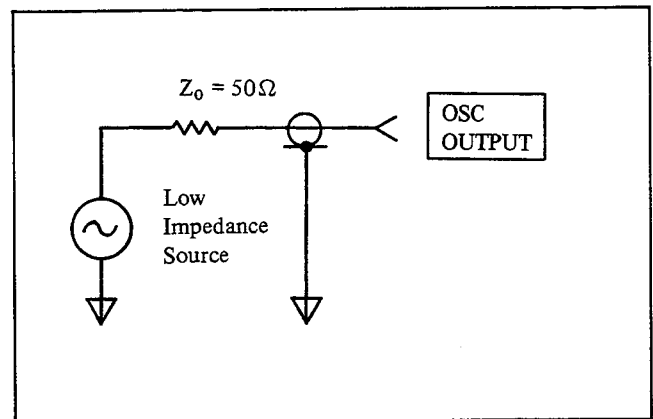 Z₀ = 50Ω
OSC
OUTPUT
Low
Impedance
Source